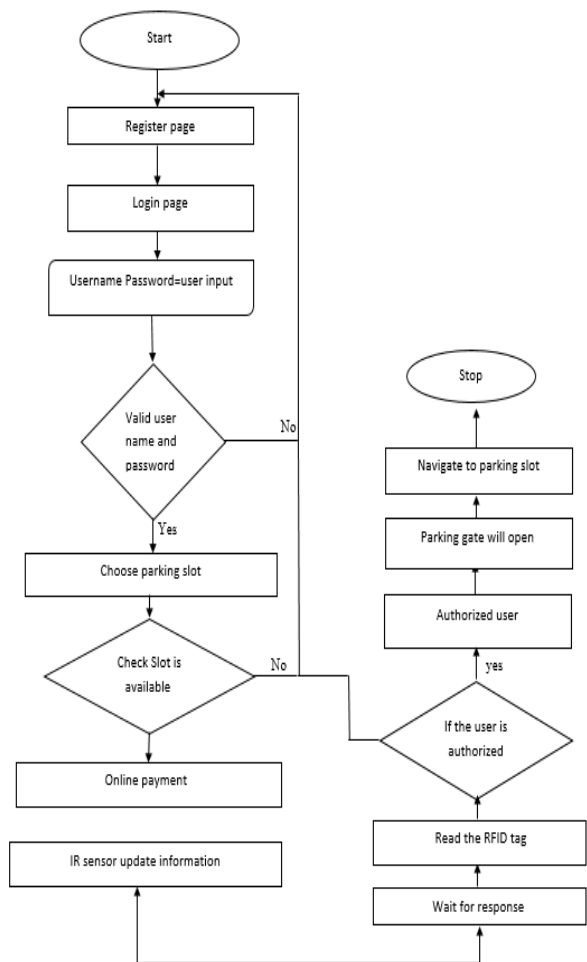 Start
Register page
Login page
Username Password=user input
Valid user
name and
password
No
Yes
Choose parking slot
Check Slot is
available
No
Online payment
IR sensor update information
Stop
Navigate to parking slot
Parking gate will open
Authorized user
yes
If the user is
authorized
Read the RFID tag
Wait for response